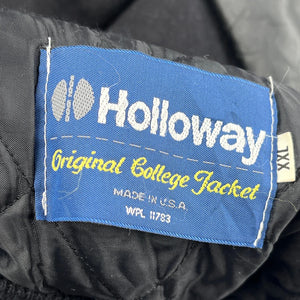 Holloway
Original College Jacket
MADE IN U.S.A.
WPL 11783
XXL